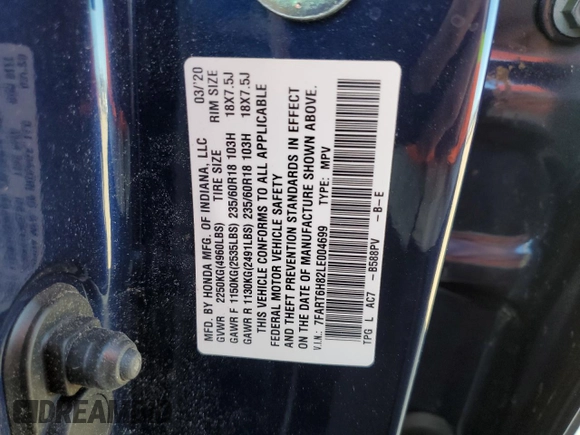 MFD. BY HONDA MFG. OF INDIANA, LLC 03/'20
GVWR 2250KG(4960LBS) TIRE SIZE RIM SIZE
GAWR F 1150KG(2535LBS) 235/60R18 103H 18X7.5J
GAWR R 1130KG(2491LBS) 235/60R18 103H 18X7.5J
THIS VEHICLE CONFORMS TO ALL APPLICABLE
FEDERAL MOTOR VEHICLE SAFETY
AND THEFT PREVENTION STANDARDS IN EFFECT
ON THE DATE OF MANUFACTURE SHOWN ABOVE.
V.I.N.: 7FART6H82LE004699 TYPE: MPV
TPG L AC7 -B588PV -B-E
DREAM